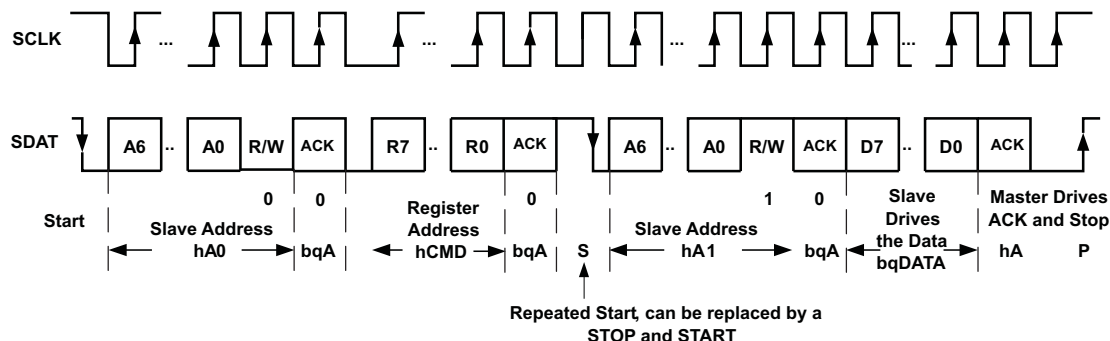 SCLK
... ... ... ...
SDAT
A6 .. A0 R/W ACK R7 .. R0 ACK A6 .. A0 R/W ACK D7 .. D0 ACK
0 0 0 1 0
Start
Slave Address
hA0
bqA
Register
Address
hCMD
bqA
S
Slave Address
hA1
bqA
Slave
Drives
the Data
bqDATA
Master Drives
ACK and Stop
hA
P
Repeated Start, can be replaced by a
STOP and START